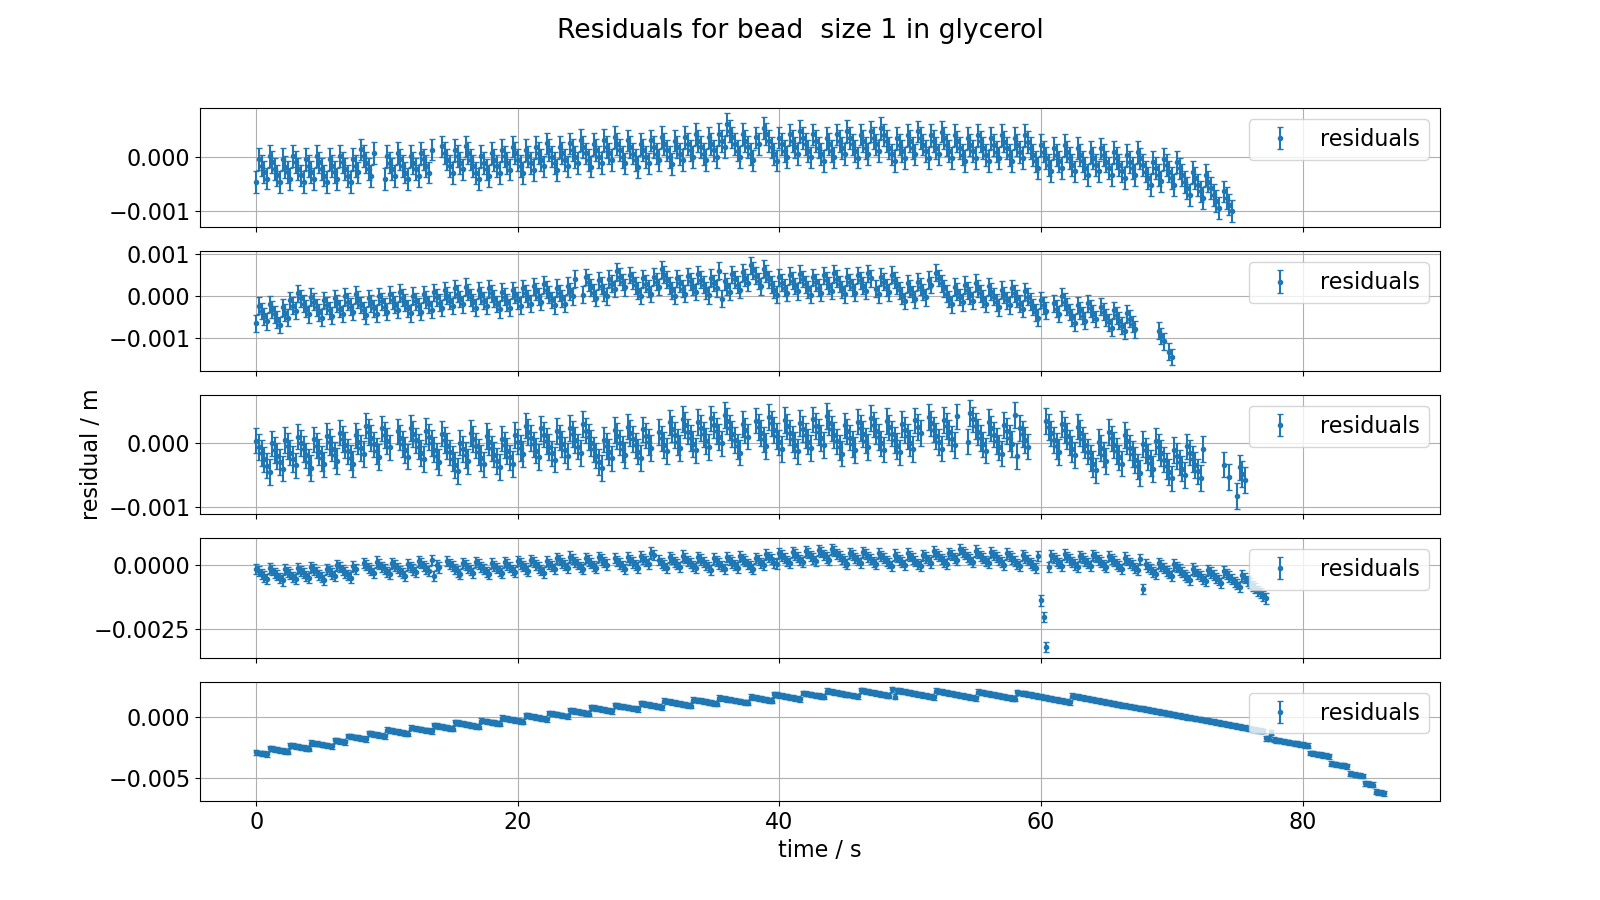 Residuals for bead  size 1 in glycerol
0.000
−0.001
residuals
0.001
0.000
−0.001
residuals
residual / m
0.000
−0.001
residuals
0.0000
−0.0025
residuals
0.000
−0.005
residuals
0 20 40 60 80
time / s